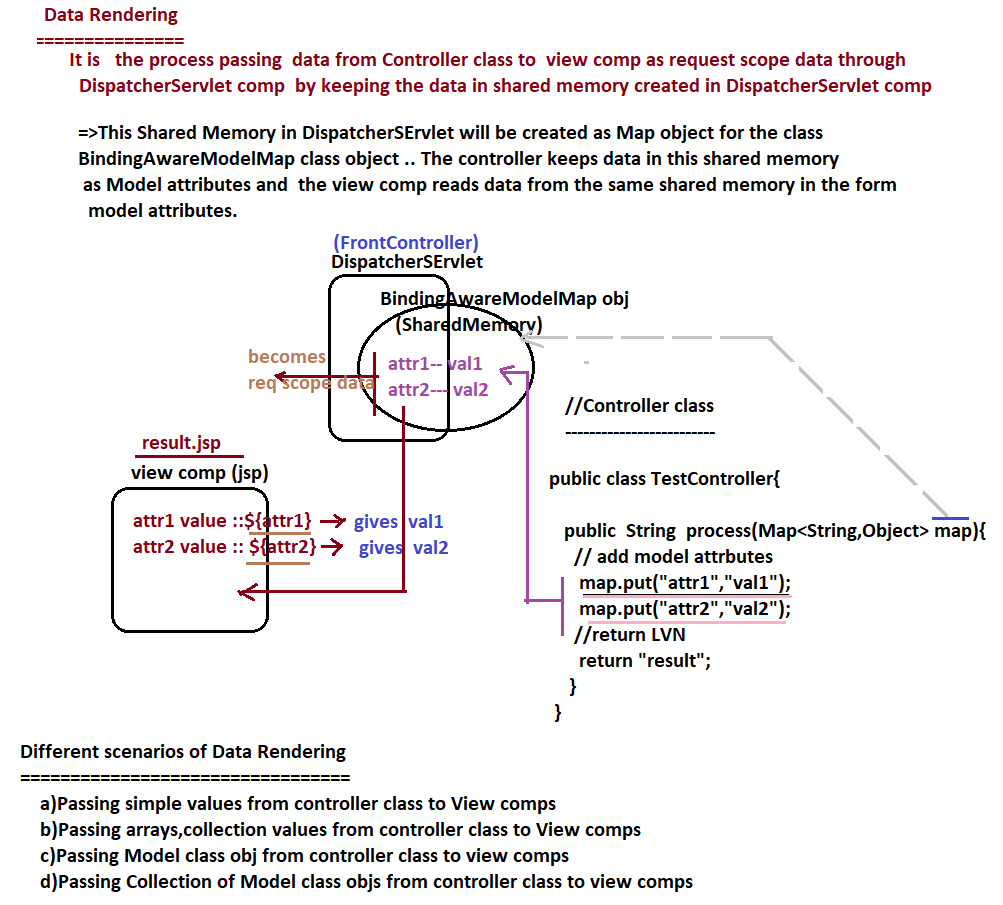 Data Rendering
===============
It is the process passing data from Controller class to view comp as request scope data through
DispatcherServlet comp by keeping the data in shared memory created in DispatcherServlet comp
=>This Shared Memory in DispatcherSErvlet will be created as Map object for the class
BindingAwareModelMap class object .. The controller keeps data in this shared memory
as Model attributes and the view comp reads data from the same shared memory in the form
model attributes.
(FrontController)
DispatcherSErvlet
BindingAwareModelMap obj
(SharedMemory)
becomes
req scope data
attr1-- val1
attr2--- val2
result.jsp
view comp (jsp)
attr1 value ::${attr1} gives val1
attr2 value :: ${attr2} gives val2
//Controller class
-------------------------
public class TestController{
public String process(Map<String,Object> map){
// add model attrbutes
map.put("attr1","val1");
map.put("attr2","val2");
//return LVN
return "result";
}
}
Different scenarios of Data Rendering
=================================
a)Passing simple values from controller class to View comps
b)Passing arrays,collection values from controller class to View comps
c)Passing Model class obj from controller class to view comps
d)Passing Collection of Model class objs from controller class to view comps